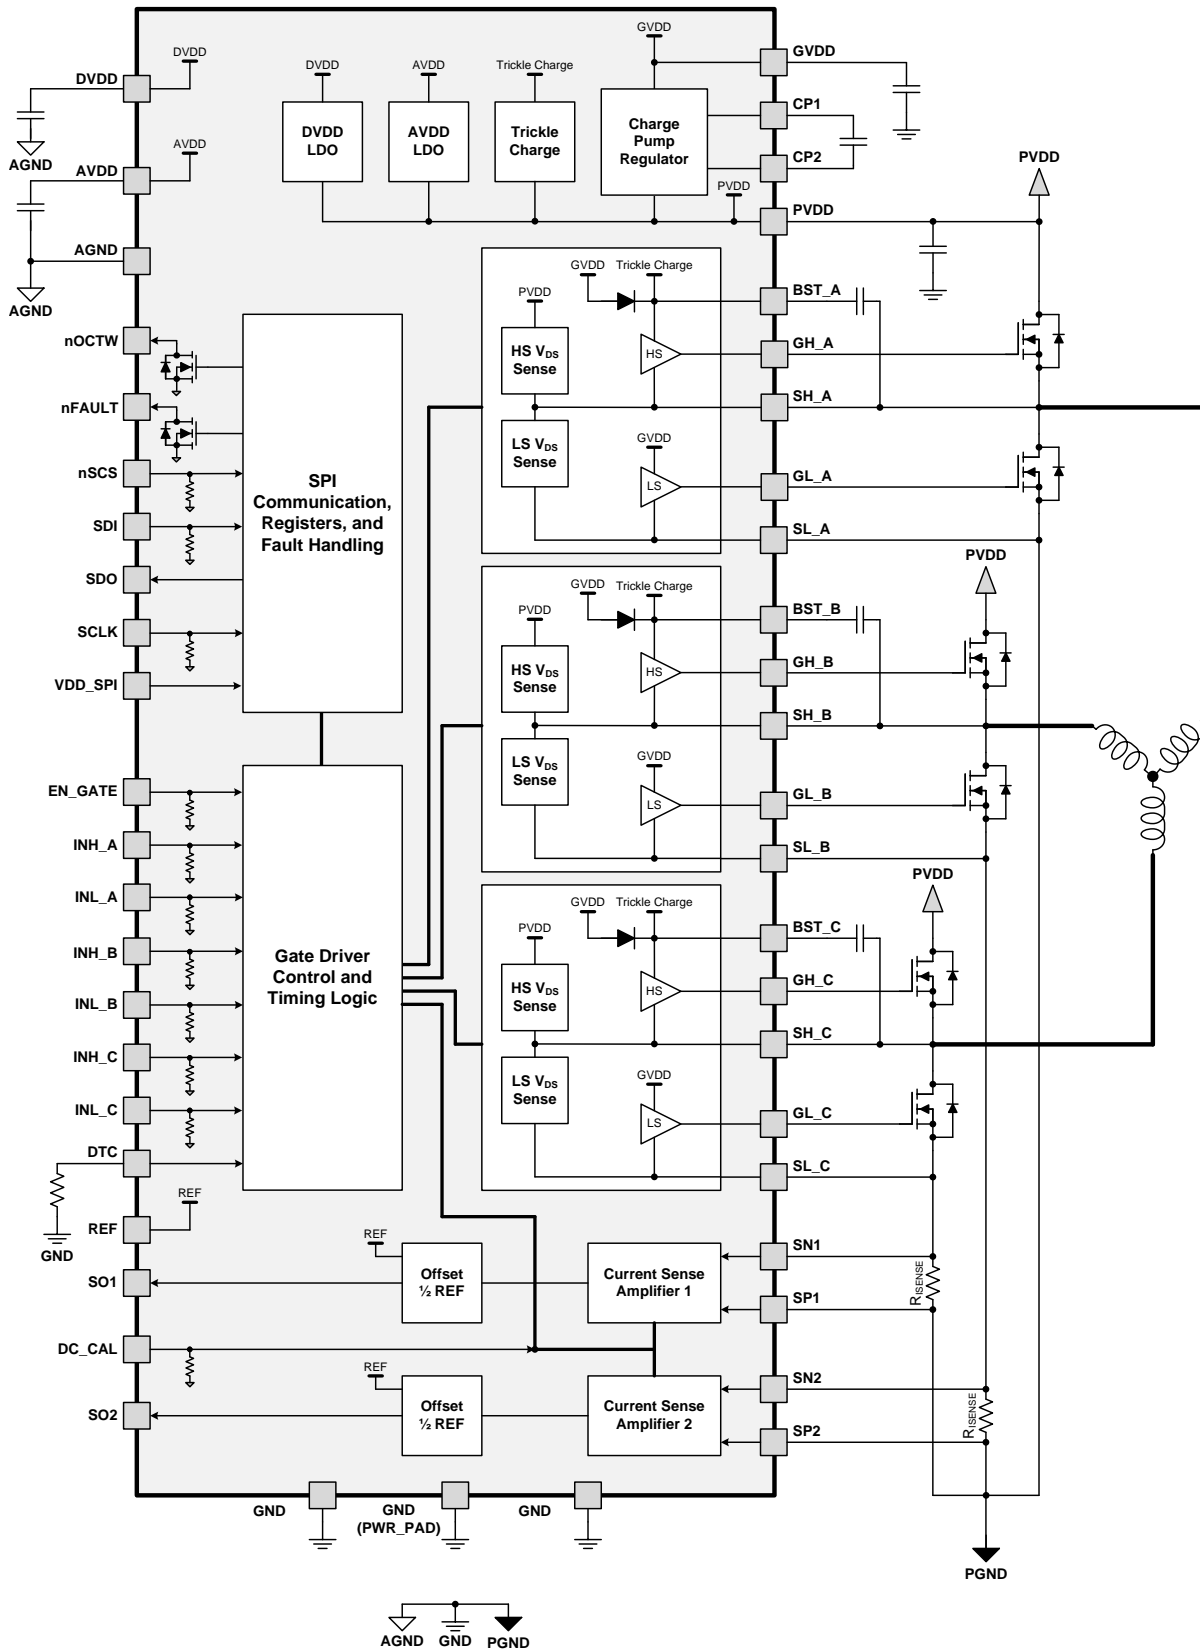 GVDD
GVDD
DVDD
DVDD
DVDD
AVDD
Trickle Charge
CP1
DVDD
LDO
AVDD
LDO
Trickle
Charge
Charge
Pump
Regulator
AGND
AVDD
AVDD
CP2
PVDD
PVDD
PVDD
AGND
AGND
nOCTW
nFAULT
nSCS
SDI
SDO
SCLK
VDD_SPI
SPI
Communication,
Registers, and
Fault Handling
GVDD
Trickle Charge
PVDD
HS VDS
Sense
HS
LS VDS
Sense
GVDD
LS
BST_A
GH_A
SH_A
GL_A
SL_A
PVDD
GVDD
Trickle Charge
PVDD
HS VDS
Sense
HS
LS VDS
Sense
GVDD
LS
BST_B
GH_B
SH_B
GL_B
SL_B
PVDD
EN_GATE
INH_A
INL_A
INH_B
INL_B
INH_C
INL_C
DTC
GND
Gate Driver
Control and
Timing Logic
GVDD
Trickle Charge
PVDD
HS VDS
Sense
HS
LS VDS
Sense
GVDD
LS
BST_C
GH_C
SH_C
GL_C
SL_C
REF
REF
SO1
REF
Offset
½ REF
Current Sense
Amplifier 1
SN1
SP1
RISENSE
DC_CAL
SO2
REF
Offset
½ REF
Current Sense
Amplifier 2
SN2
SP2
RISENSE
GND
GND
(PWR_PAD)
GND
PGND
AGND
GND
PGND